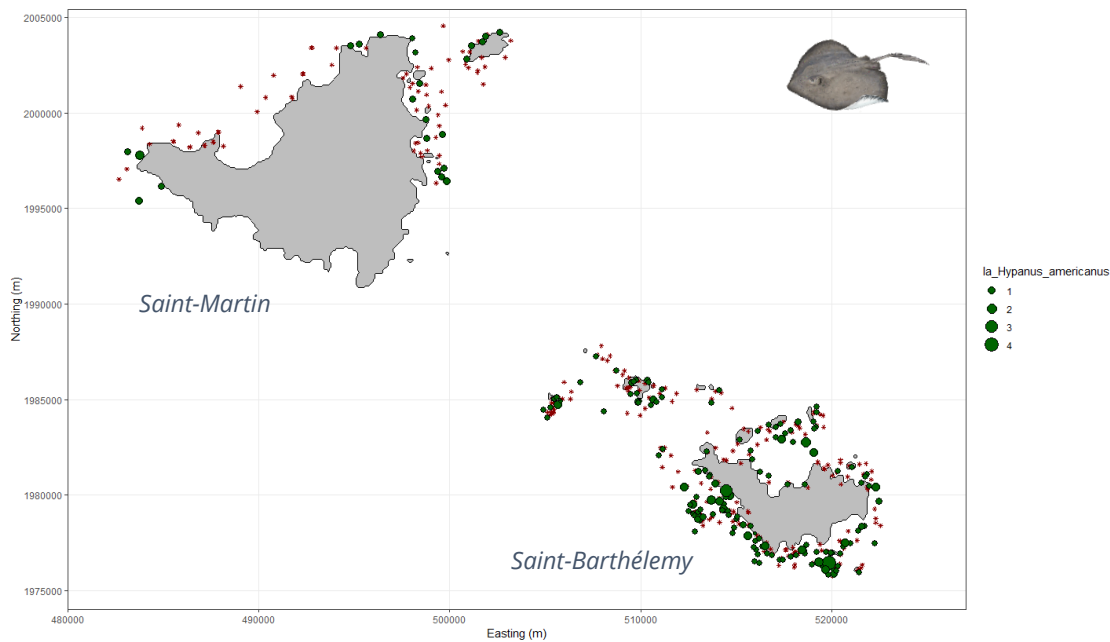 2005000
2000000
1995000
1990000
1985000
1980000
1975000
Northing (m)
Saint-Martin
Saint-Barthélemy
480000 490000 500000 510000 520000
Easting (m)
la_Hypanus_americanus
1
2
3
4